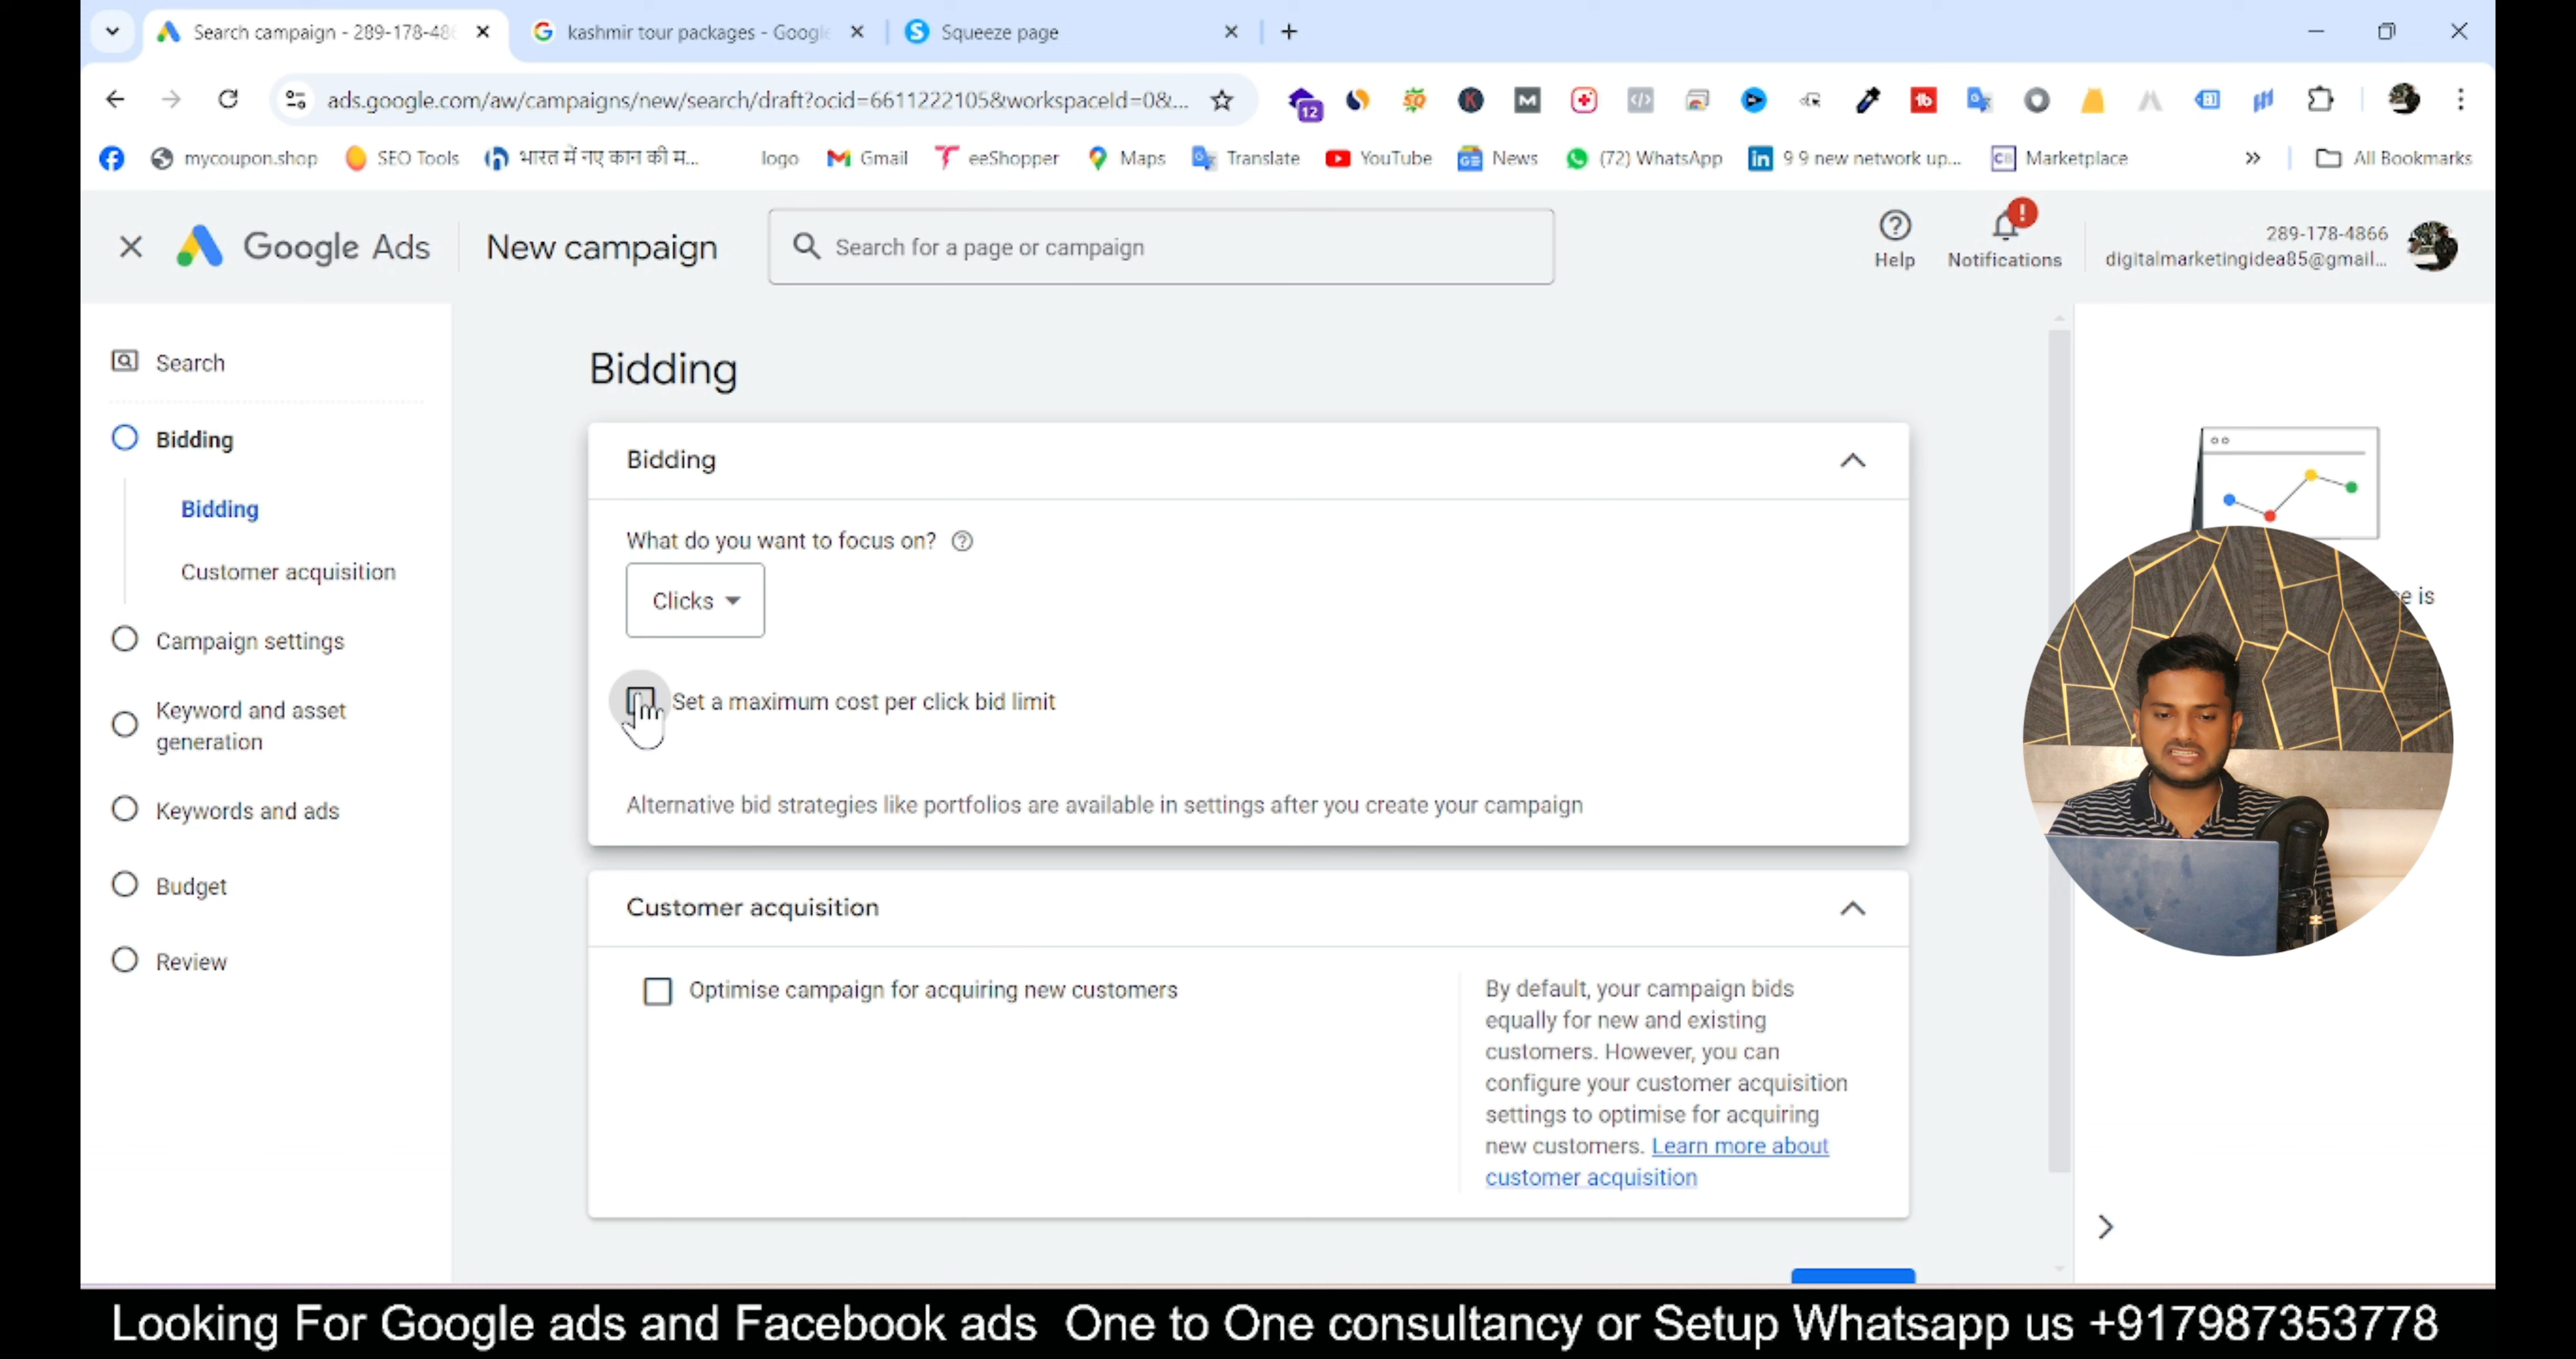 Search campaign - 289-178-48
kashmir tour packages - Google
Squeeze page
ads.google.com/aw/campaigns/new/search/draft?ocid=6611222105&workspaceId=0&...
12
mycoupon.shop
SEO Tools
भारत में नए कान की म...
logo
Gmail
eeShopper
Maps
Translate
YouTube
News
(72) WhatsApp
9 9 new network up...
Marketplace
All Bookmarks
Google Ads
New campaign
Search for a page or campaign
Help
Notifications
289-178-4866
digitalmarketingidea85@gmail...
Search
Bidding
Bidding
Customer acquisition
Campaign settings
Keyword and asset
generation
Keywords and ads
Budget
Review
Bidding
Bidding
What do you want to focus on?
Clicks
Set a maximum cost per click bid limit
Alternative bid strategies like portfolios are available in settings after you create your campaign
Customer acquisition
Optimise campaign for acquiring new customers
By default, your campaign bids
equally for new and existing
customers. However, you can
configure your customer acquisition
settings to optimise for acquiring
new customers. Learn more about
customer acquisition
is
Looking For Google ads and Facebook ads One to One consultancy or Setup Whatsapp us +917987353778